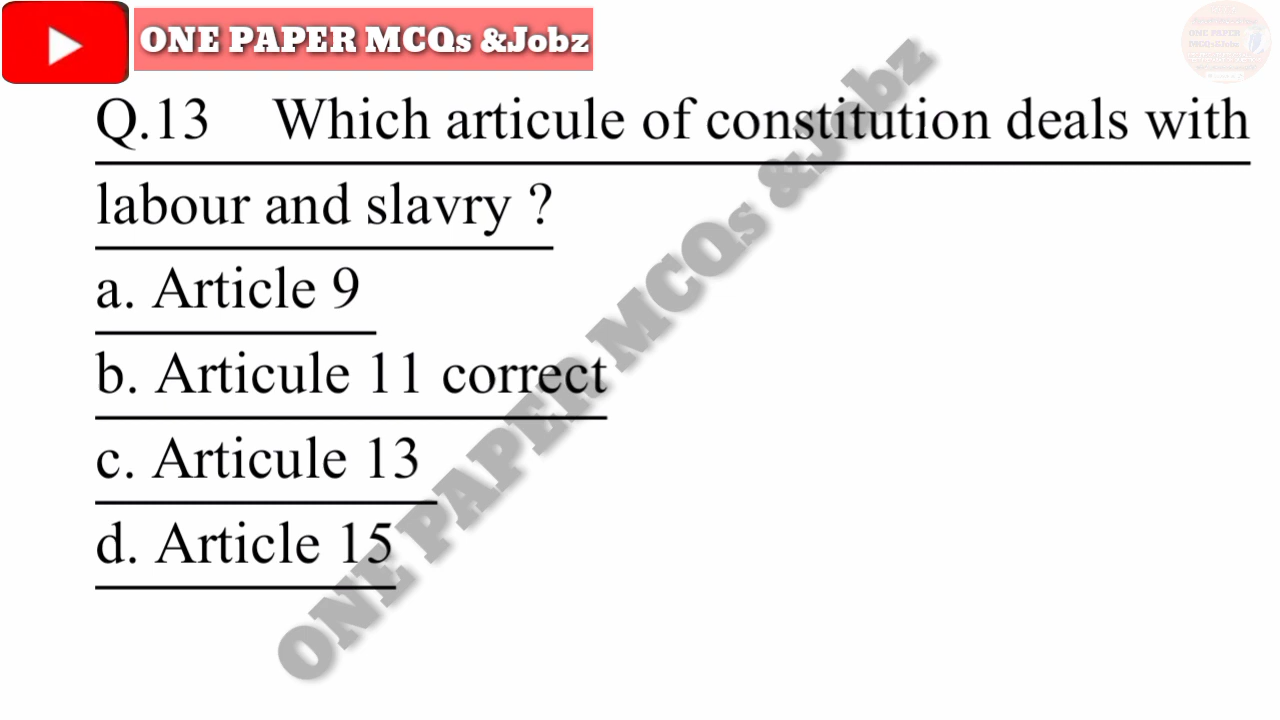 ONE PAPER MCQs &Jobz
Q.13 Which articule of constitution deals with
labour and slavry ?
a. Article 9
b. Articule 11 correct
c. Articule 13
d. Article 15
ONE PAPER MCQs &Jobz